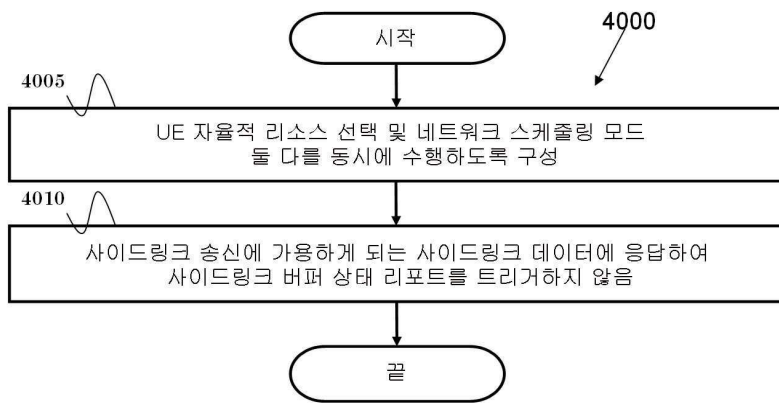 시작
4000
4005
UE 자율적 리소스 선택 및 네트워크 스케줄링 모드
둘 다를 동시에 수행하도록 구성
4010
사이드링크 송신에 가용하게 되는 사이드링크 데이터에 응답하여
사이드링크 버퍼 상태 리포트를 트리거하지 않음
끝